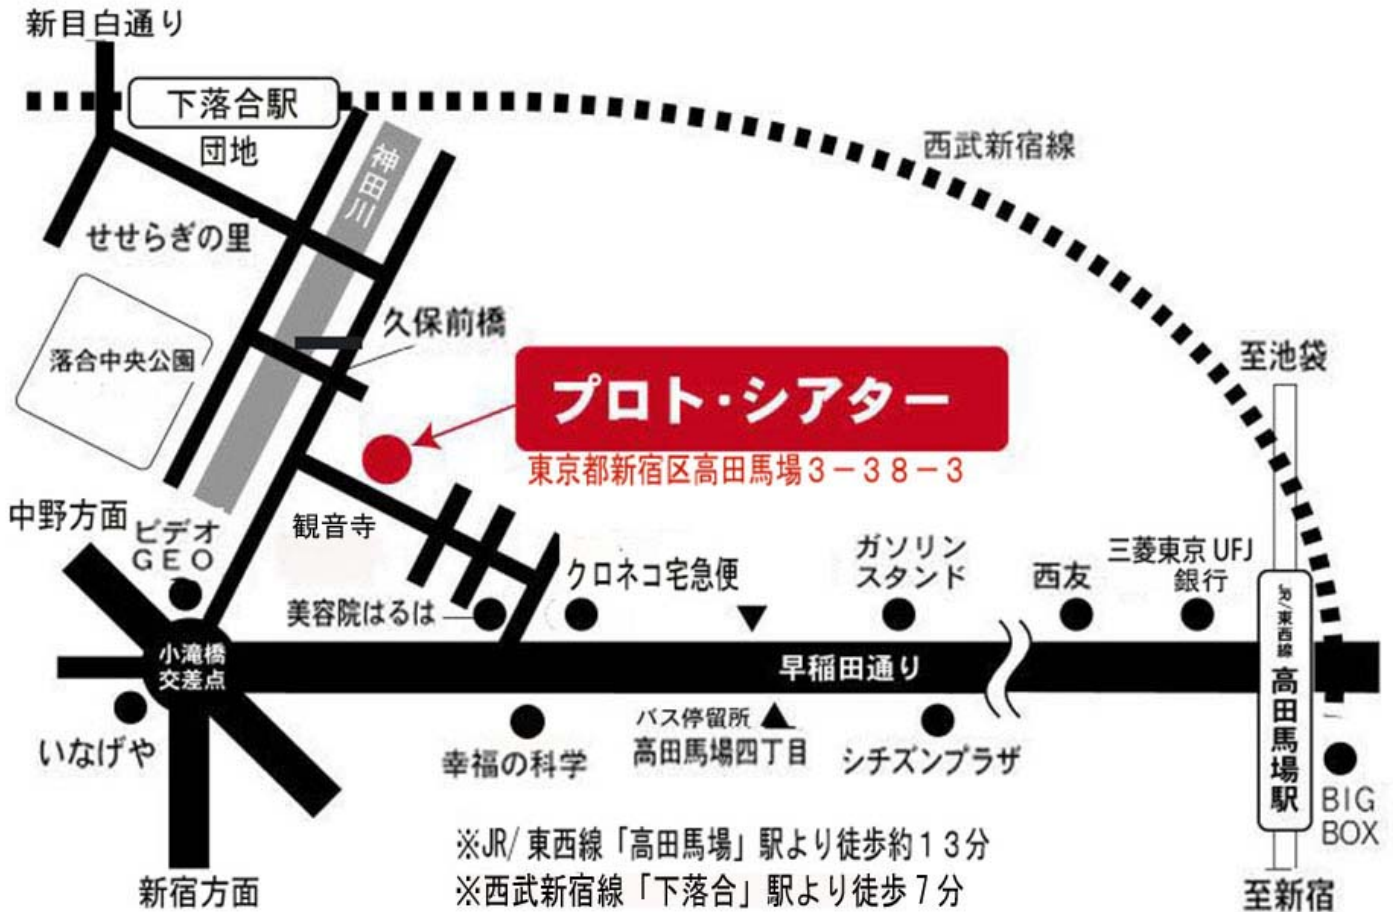 新目白通り
下落合駅
団地
神田川
西武新宿線
せせらぎの里
久保前橋
落合中央公園
至池袋
プロト・シアター
東京都新宿区高田馬場3-38-3
中野方面
ビデオ
GEO
観音寺
クロネコ宅急便
ガソリン
スタンド
西友
三菱東京UFJ
銀行
美容院はるは
小滝橋
交差点
早稲田通り
JR/東西線 高田馬場駅
いなげや
幸福の科学
バス停留所
高田馬場四丁目
シチズンプラザ
BIG
BOX
※JR/東西線「高田馬場」駅より徒歩約13分
※西武新宿線「下落合」駅より徒歩7分
新宿方面
至新宿